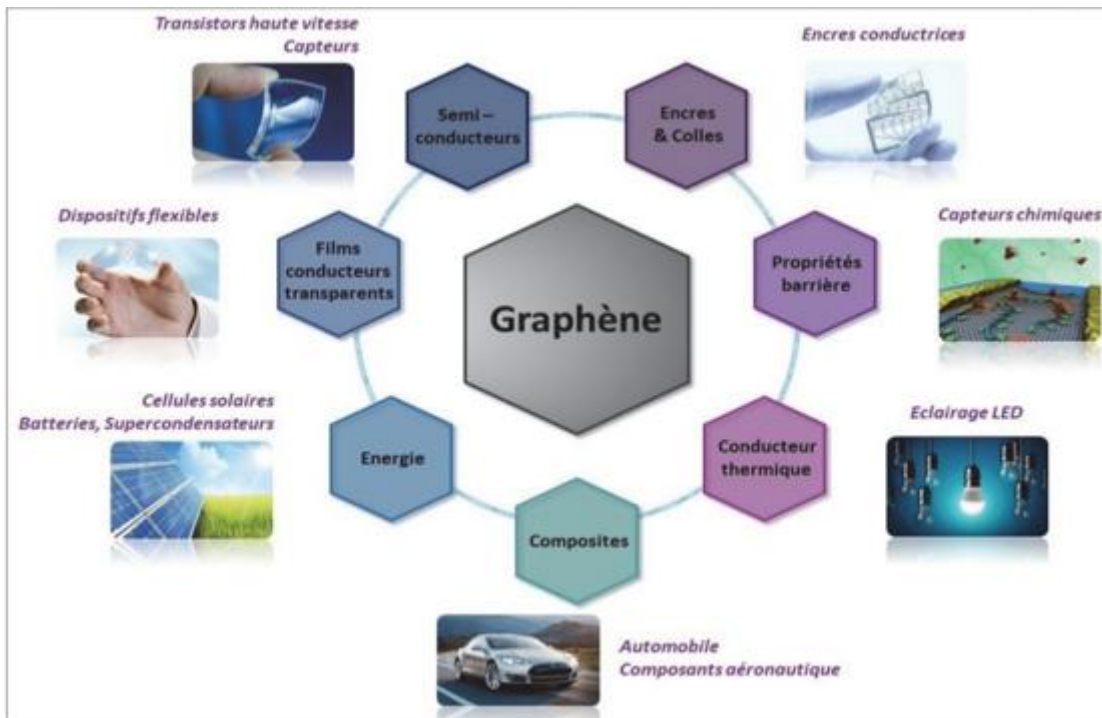 Transistors haute vitesse
Capteurs
Encres conductrices
Semi –
conducteurs
Encres
& Colles
Dispositifs flexibles
Films
conducteurs
transparents
Graphène
Propriétés
barrière
Capteurs chimiques
Cellules solaires
Batteries, Supercondensateurs
Energie
Conducteur
thermique
Eclairage LED
Composites
Automobile
Composants aéronautique